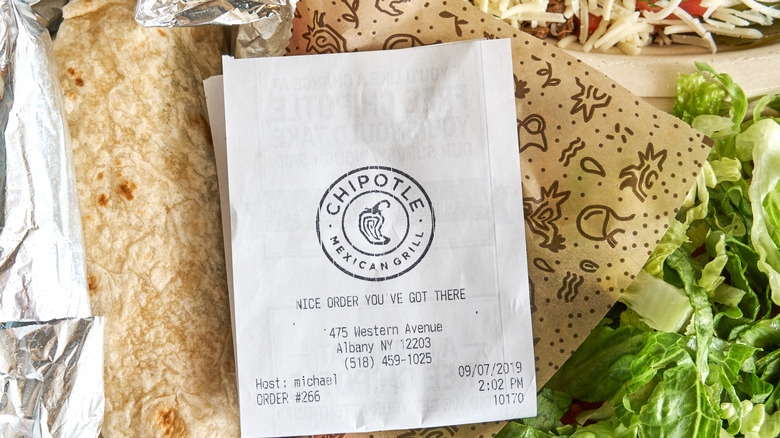 CHIPOTLE
MEXICAN GRILL
NICE ORDER YOU VE GOT THERE
475 Western Avenue
Albany NY 12203
(518) 459-1025
Host: michael 09/07/2019
ORDER #266 2:02 PM
10170